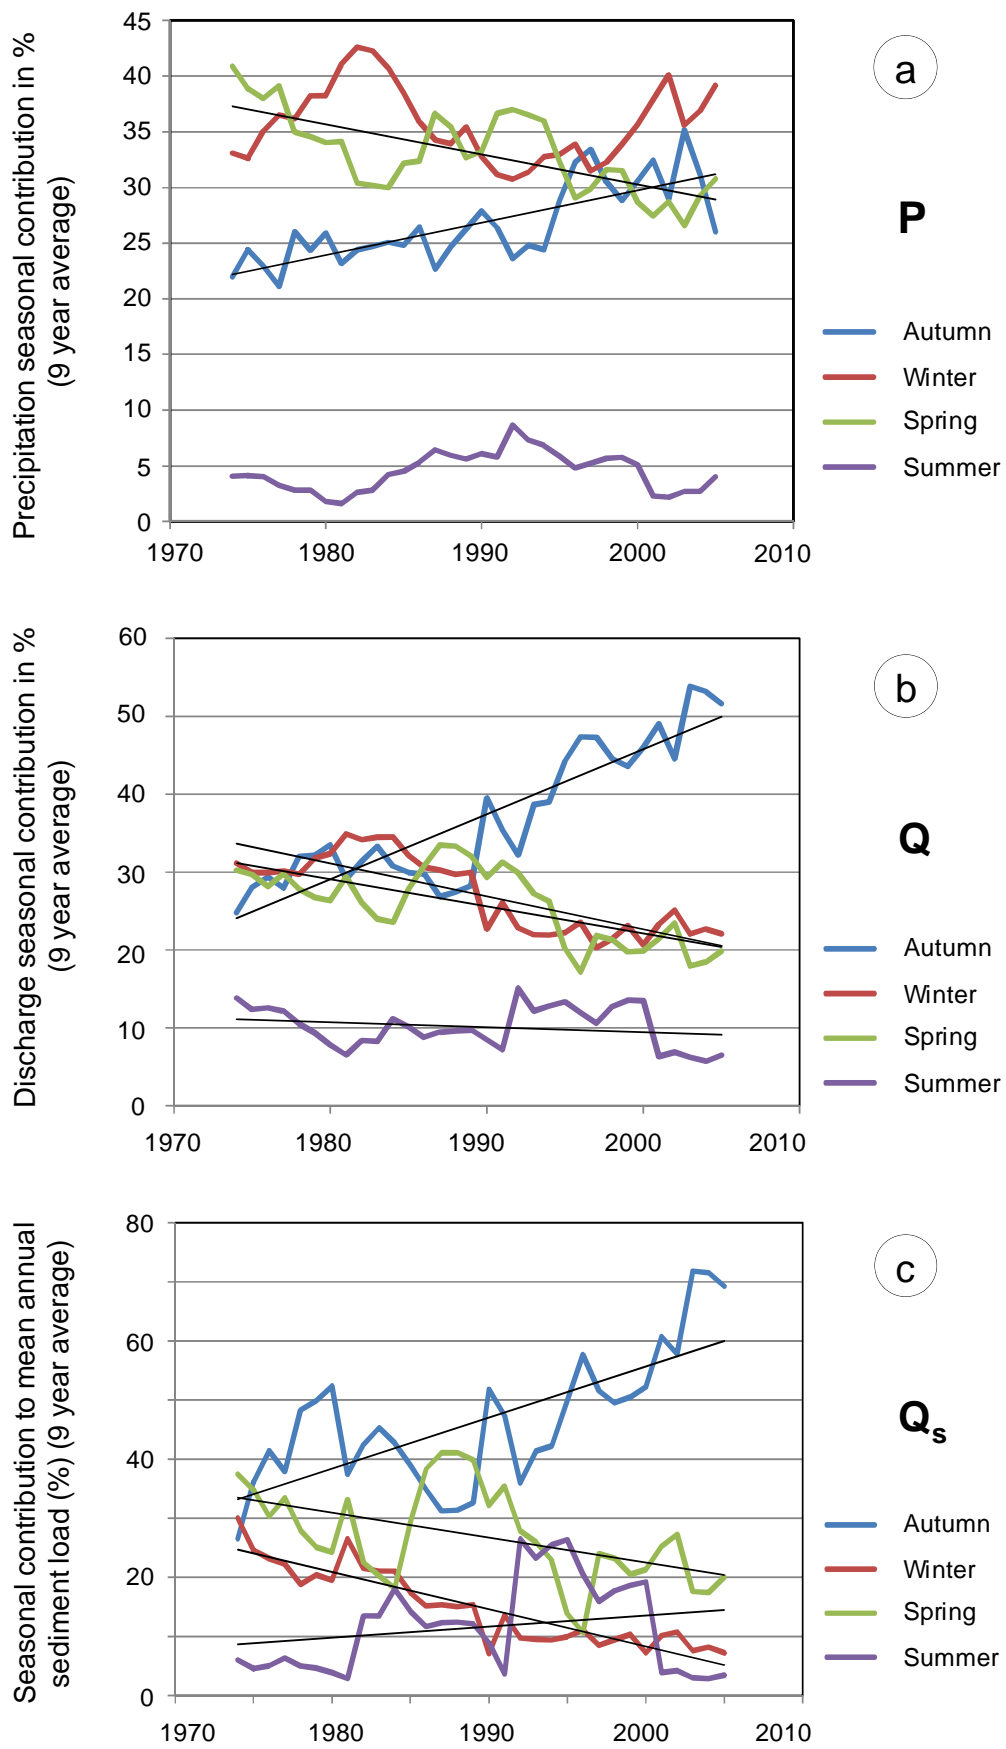 Precipitation seasonal contribution in %
(9 year average)
45
40
35
30
25
20
15
10
5
0
1970
1980
1990
2000
2010
a
P
Autumn
Winter
Spring
Summer
Discharge seasonal contribution in %
(9 year average)
60
50
40
30
20
10
0
1970
1980
1990
2000
2010
b
Q
Autumn
Winter
Spring
Summer
Seasonal contribution to mean annual
sediment load (%) (9 year average)
80
60
40
20
0
1970
1980
1990
2000
2010
c
Qs
Autumn
Winter
Spring
Summer